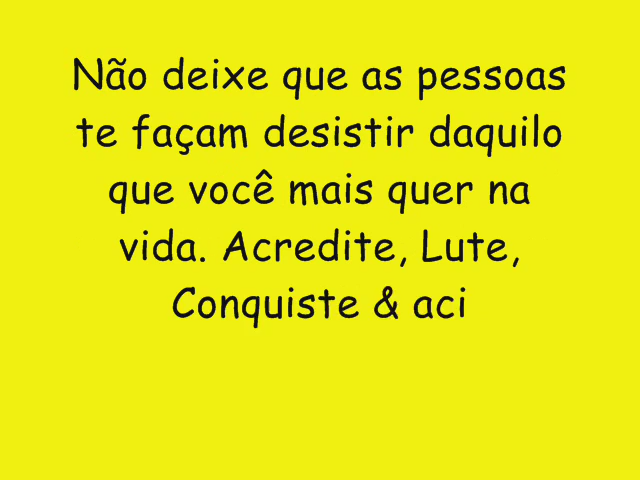 Não deixe que as pessoas
te façam desistir daquilo
que você mais quer na
vida. Acredite, Lute,
Conquiste & aci